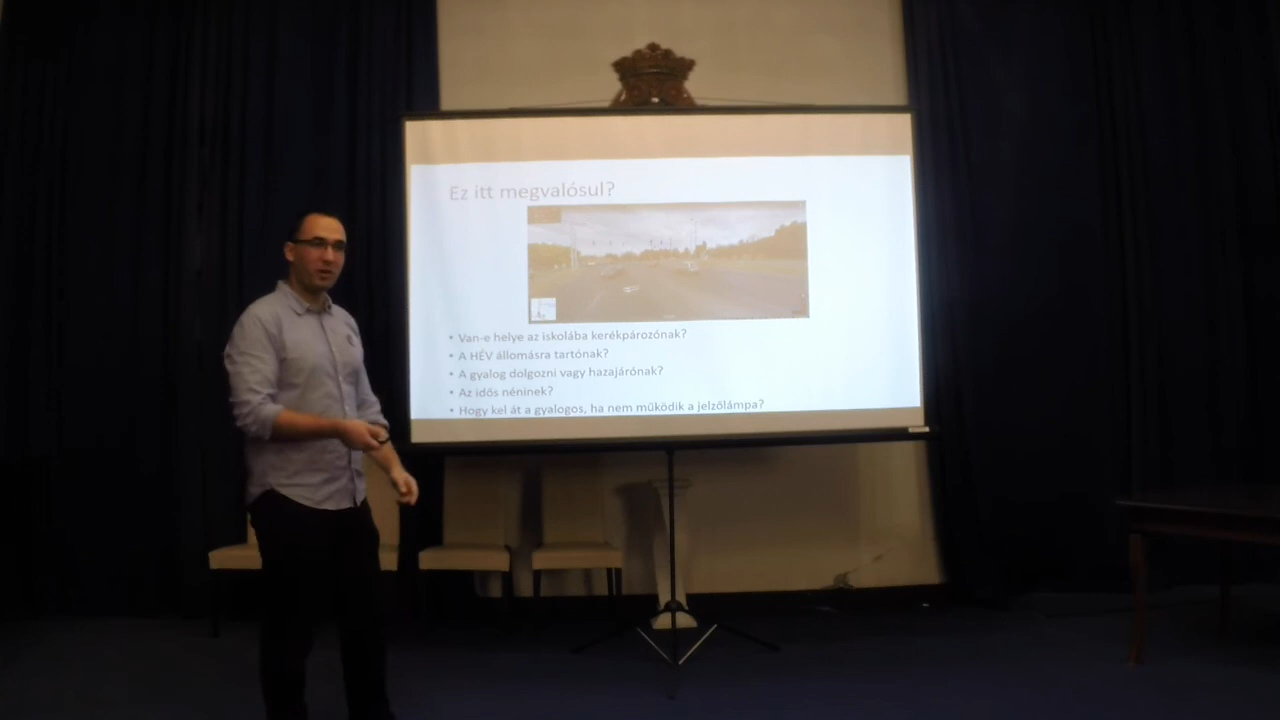 Ez itt megvalósul?
• Van-e helye az iskolába kerékpározónak?
• A HÉV állomásra tartónak?
• A gyalog dolgozni vagy hazajárónak?
• Az idős néninek?
• Hogy kel át a gyalogos, ha nem működik a jelzőlámpa?